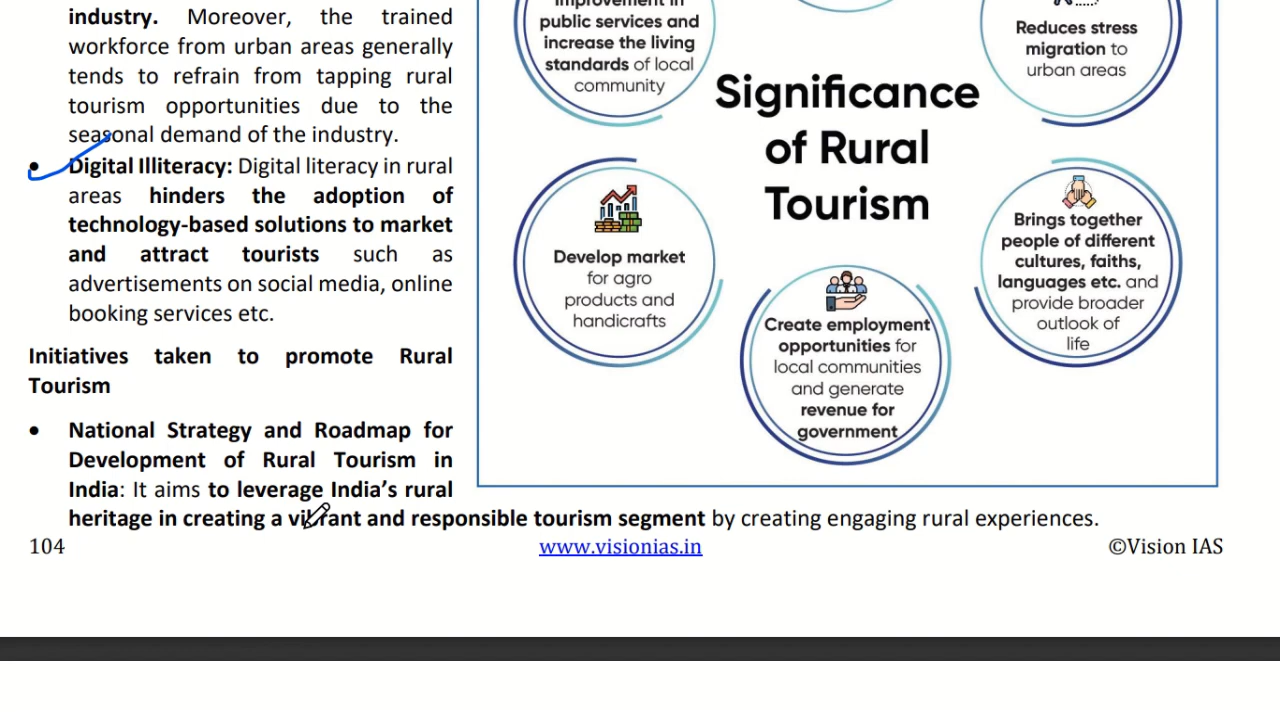 industry. Moreover, the trained
workforce from urban areas generally
tends to refrain from tapping rural
tourism opportunities due to the
seasonal demand of the industry.
• Digital Illiteracy: Digital literacy in rural
areas hinders the adoption of
technology-based solutions to market
and attract tourists such as
advertisements on social media, online
booking services etc.
Initiatives taken to promote Rural
Tourism
• National Strategy and Roadmap for
Development of Rural Tourism in
India: It aims to leverage India's rural
heritage in creating a vibrant and responsible tourism segment by creating engaging rural experiences.
improvement in
public services and
increase the living
standards of local
community
Reduces stress
migration to
urban areas
Significance
of Rural
Tourism
Develop market
for agro
products and
handicrafts
Create employment
opportunities for
local communities
and generate
revenue for
government
Brings together
people of different
cultures, faiths,
languages etc. and
provide broader
outlook of
life
104
www.visionias.in
©Vision IAS